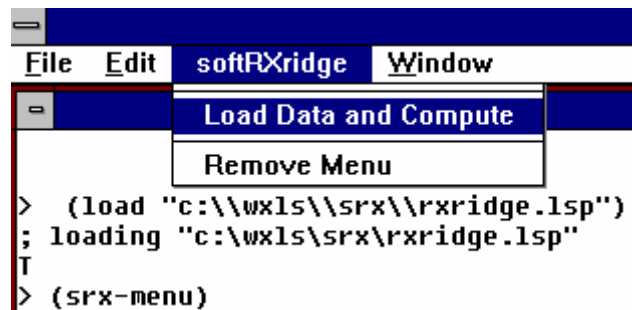 File Edit softRXridge Window
Load Data and Compute
Remove Menu
> (load "c:\\wxls\\srx\\rxridge.lsp")
; loading "c:\wxls\srx\rxridge.lsp"
T
> (srx-menu)